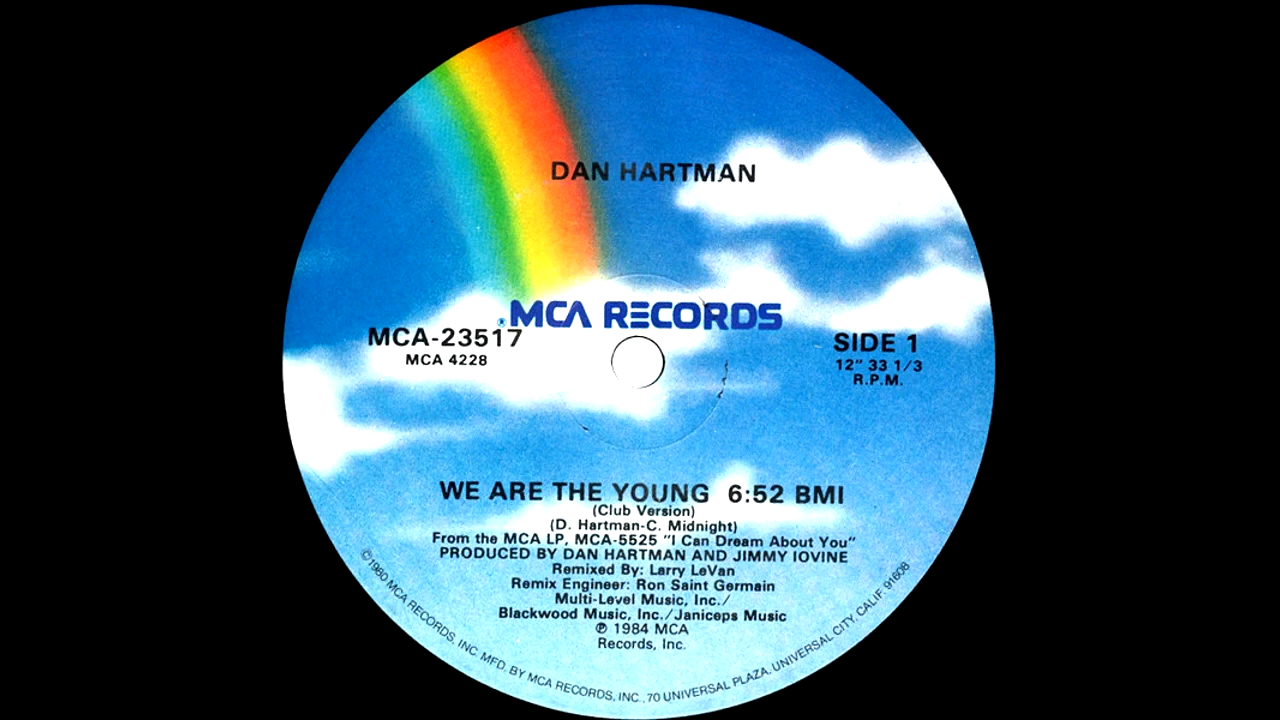 DAN HARTMAN
MCA RECORDS
MCA-23517
MCA 4228
SIDE 1
12" 33 1/3
R.P.M.
WE ARE THE YOUNG 6:52 BMI
(Club Version)
(D. Hartman-C. Midnight)
From the MCA LP, MCA-5525 "I Can Dream About You"
PRODUCED BY DAN HARTMAN AND JIMMY IOVINE
Remixed By: Larry LeVan
Remix Engineer: Ron Saint Germain
Multi-Level Music, Inc./
Blackwood Music, Inc./Janiceps Music
℗ 1984 MCA
Records, Inc.
©1980 MCA RECORDS, INC. MFD. BY MCA RECORDS, INC., 70 UNIVERSAL PLAZA, UNIVERSAL CITY, CALIF. 91608